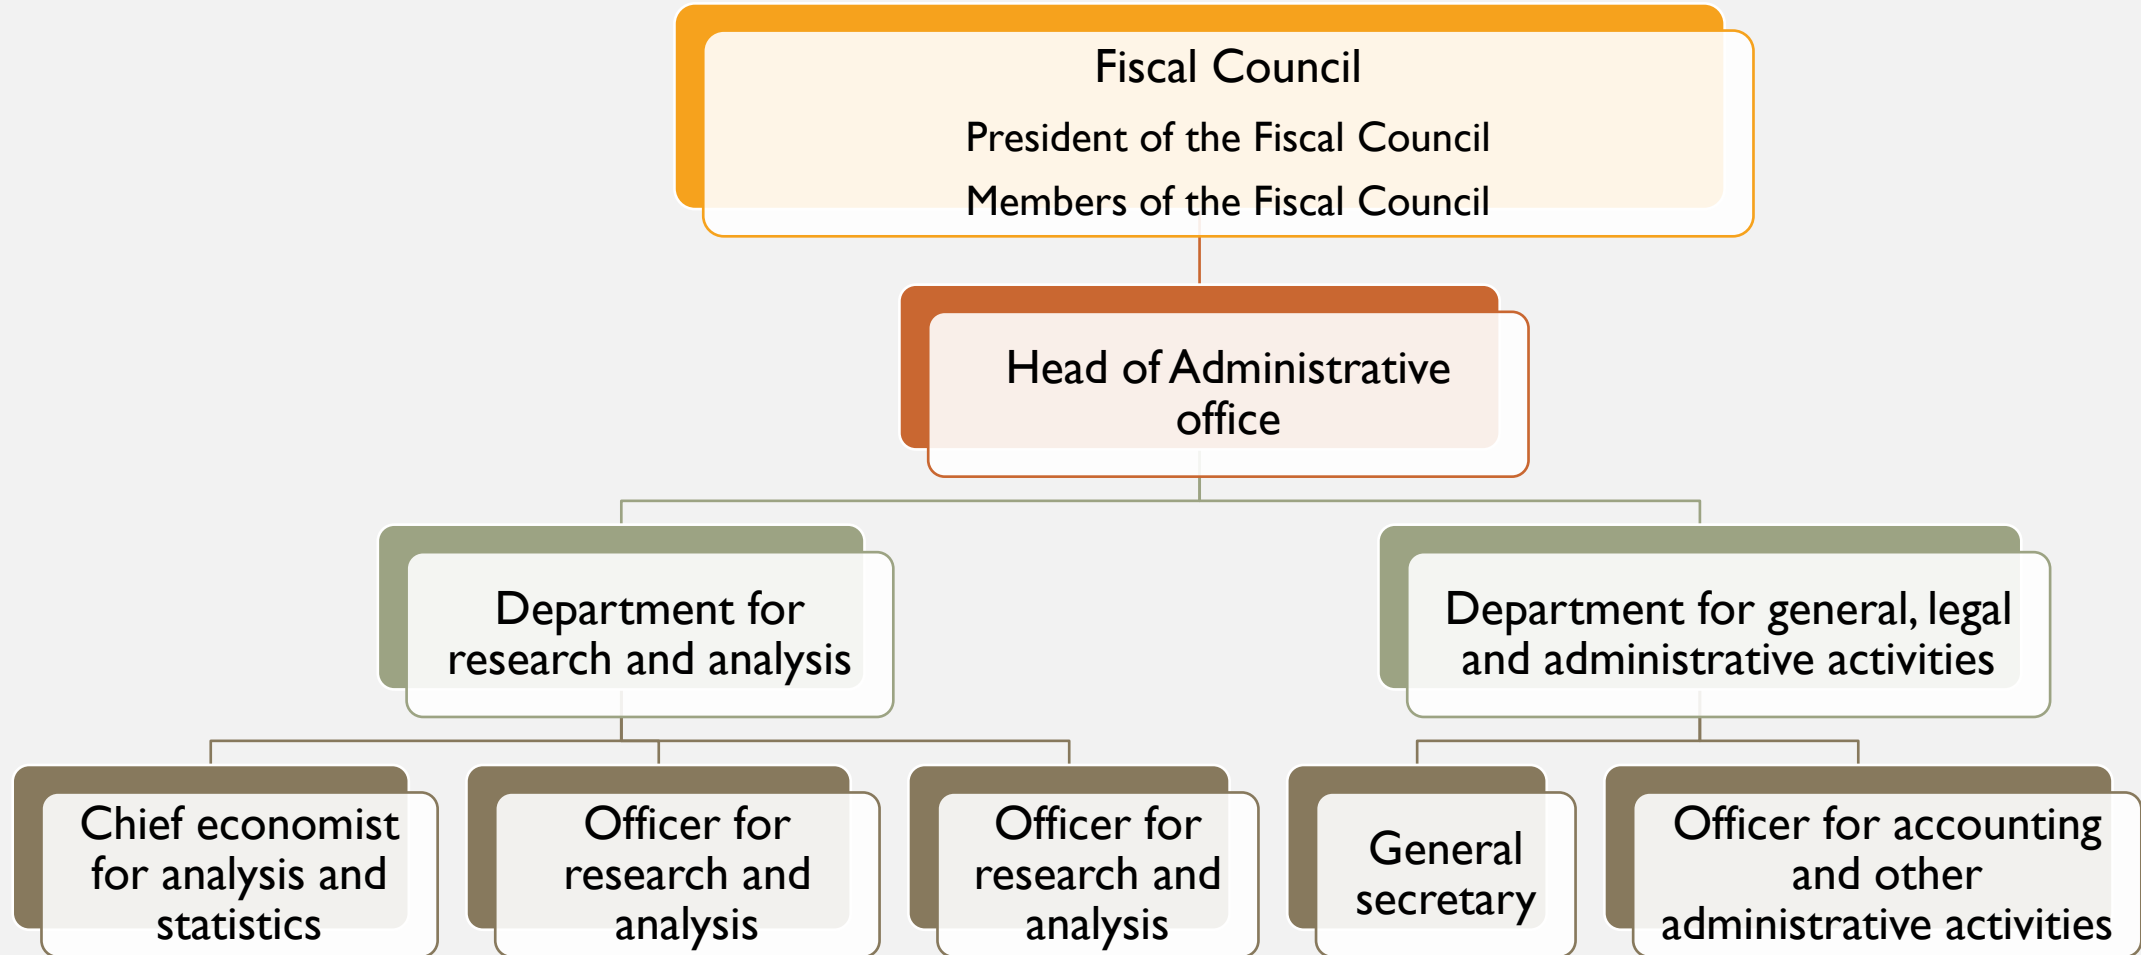 Fiscal Council
President of the Fiscal Council
Members of the Fiscal Council
Head of Administrative
office
Department for
research and analysis
Department for general, legal
and administrative activities
Chief economist
for analysis and
statistics
Officer for
research and
analysis
Officer for
research and
analysis
General
secretary
Officer for accounting
and other
administrative activities